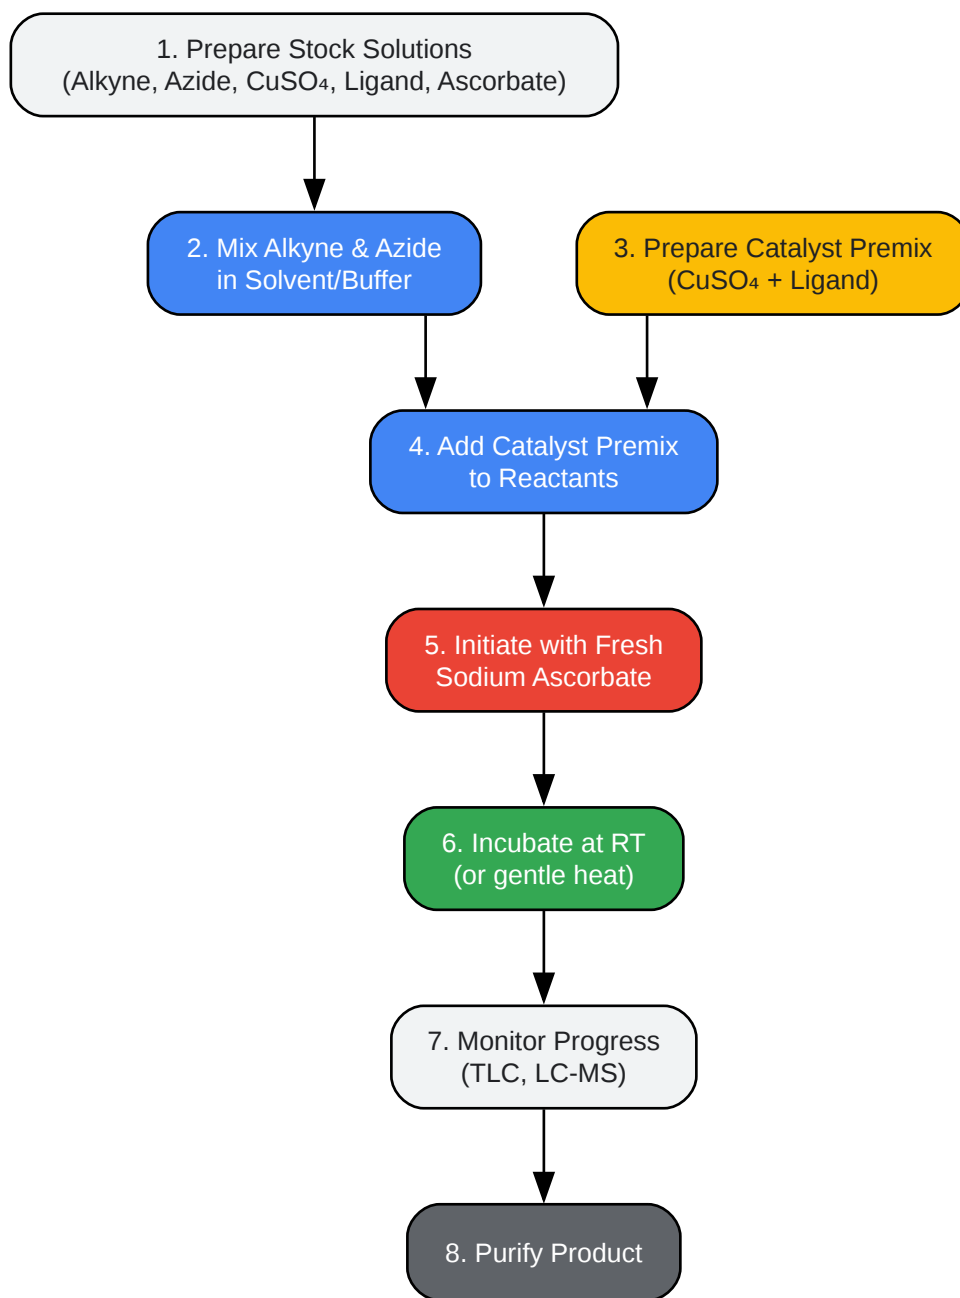 1. Prepare Stock Solutions
(Alkyne, Azide, CuSO₄, Ligand, Ascorbate)
2. Mix Alkyne & Azide
in Solvent/Buffer
3. Prepare Catalyst Premix
(CuSO₄ + Ligand)
4. Add Catalyst Premix
to Reactants
5. Initiate with Fresh
Sodium Ascorbate
6. Incubate at RT
(or gentle heat)
7. Monitor Progress
(TLC, LC-MS)
8. Purify Product